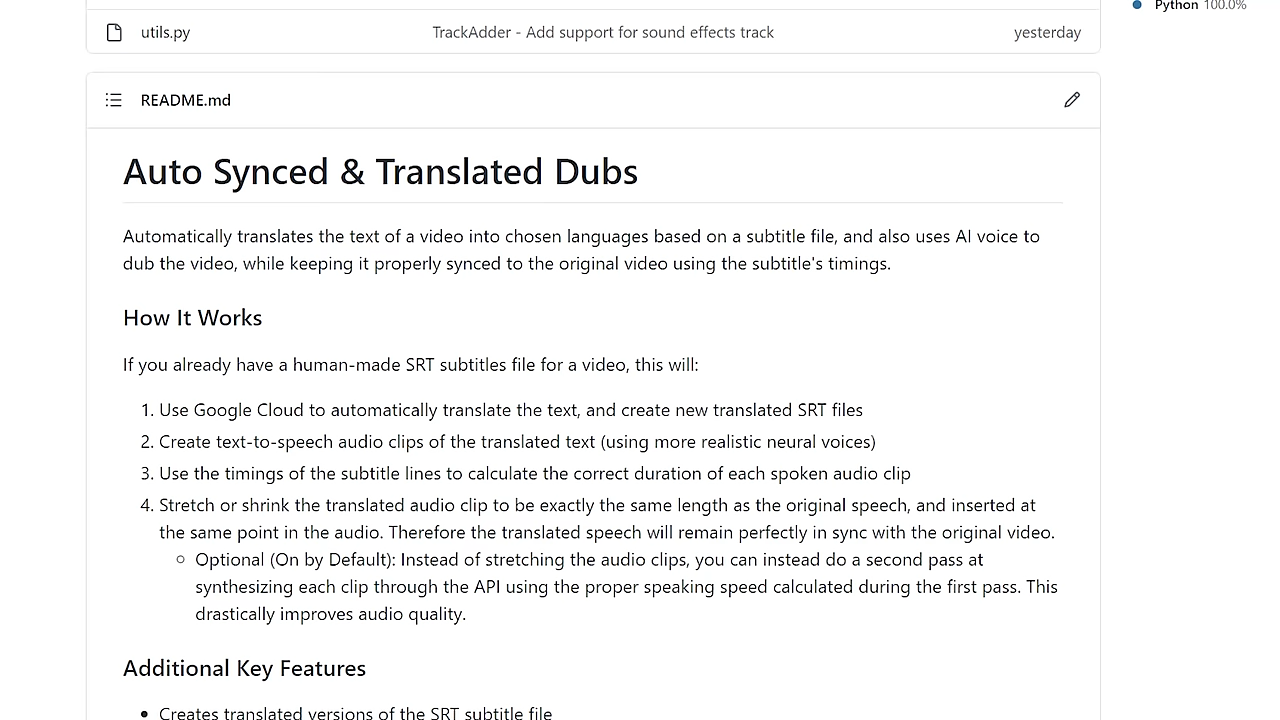 Python 100.0%
utils.py TrackAdder - Add support for sound effects track yesterday
README.md
Auto Synced & Translated Dubs
Automatically translates the text of a video into chosen languages based on a subtitle file, and also uses AI voice to
dub the video, while keeping it properly synced to the original video using the subtitle's timings.
How It Works
If you already have a human-made SRT subtitles file for a video, this will:
1. Use Google Cloud to automatically translate the text, and create new translated SRT files
2. Create text-to-speech audio clips of the translated text (using more realistic neural voices)
3. Use the timings of the subtitle lines to calculate the correct duration of each spoken audio clip
4. Stretch or shrink the translated audio clip to be exactly the same length as the original speech, and inserted at
the same point in the audio. Therefore the translated speech will remain perfectly in sync with the original video.
○ Optional (On by Default): Instead of stretching the audio clips, you can instead do a second pass at
synthesizing each clip through the API using the proper speaking speed calculated during the first pass. This
drastically improves audio quality.
Additional Key Features
• Creates translated versions of the SRT subtitle file